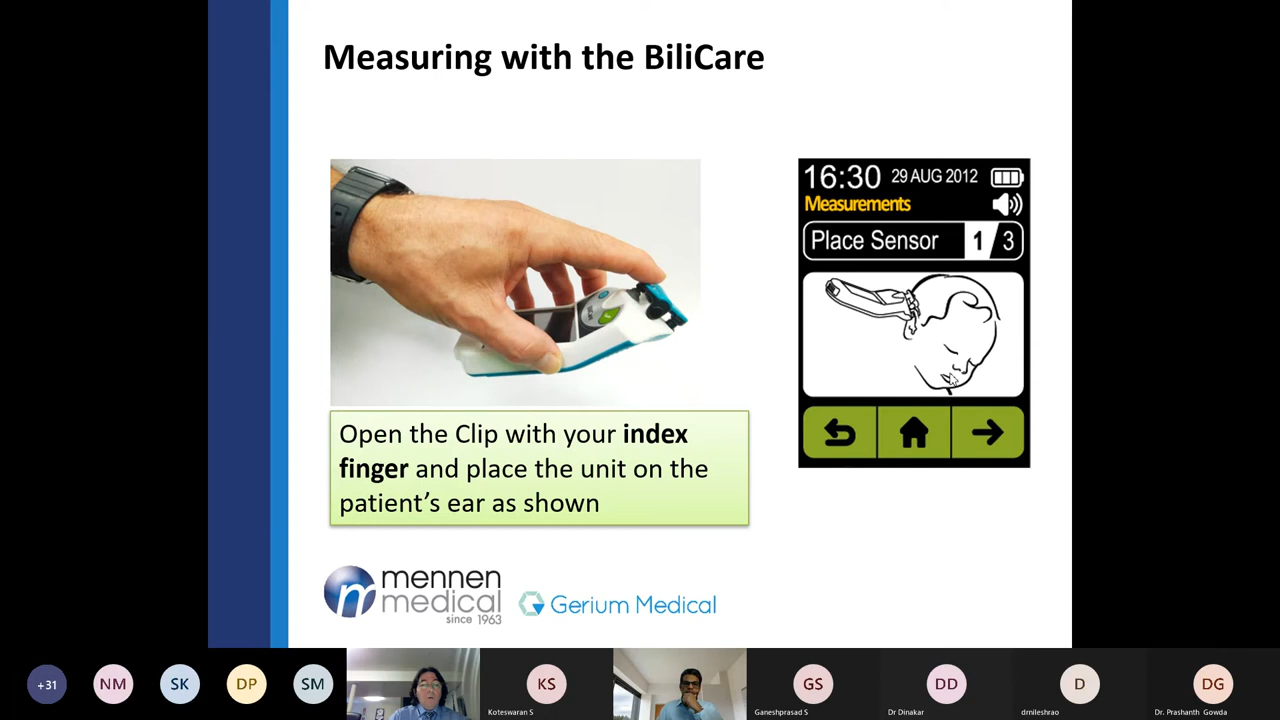 Measuring with the BiliCare
16:30 29 AUG 2012
Measurements
Place Sensor 1/3
Open the Clip with your index
finger and place the unit on the
patient's ear as shown
mennen
medical
since 1963
Gerium Medical
+31
NM
SK
DP
SM
KS
Koteswaran S
GS
Ganeshprasad S
DD
Dr Dinakar
D
drnileshrao
DG
Dr. Prashanth Gowda